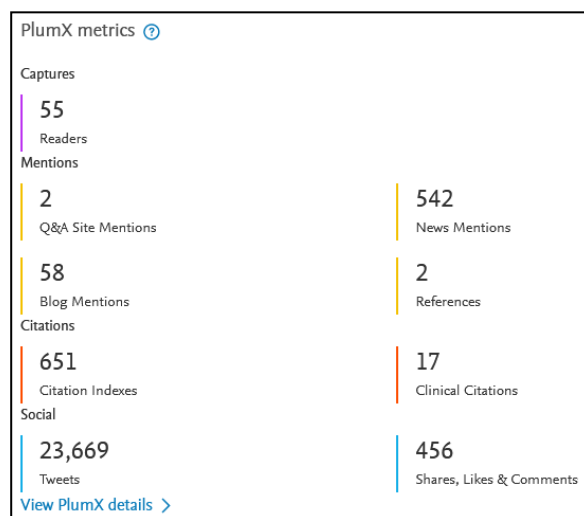 PlumX metrics ?
Captures
55
Readers
Mentions
2
Q&A Site Mentions
542
News Mentions
58
Blog Mentions
2
References
Citations
651
Citation Indexes
17
Clinical Citations
Social
23,669
Tweets
456
Shares, Likes & Comments
View PlumX details >